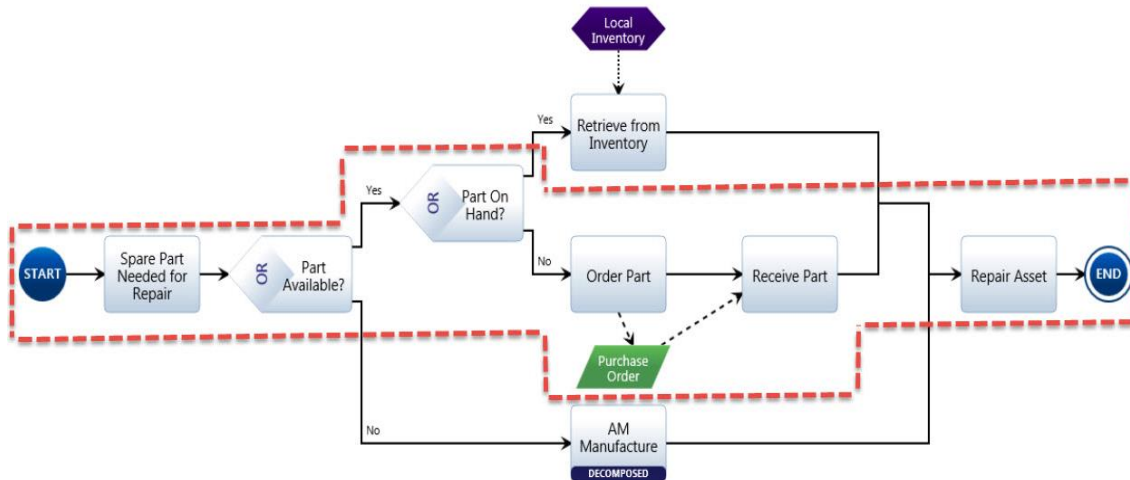 Local
Inventory
Yes
Retrieve from
Inventory
Yes
OR
Part On
Hand?
START
Spare Part
Needed for
Repair
OR
Part
Available?
No
Order Part
Receive Part
Repair Asset
END
Purchase
Order
No
AM
Manufacture
DECOMPOSED